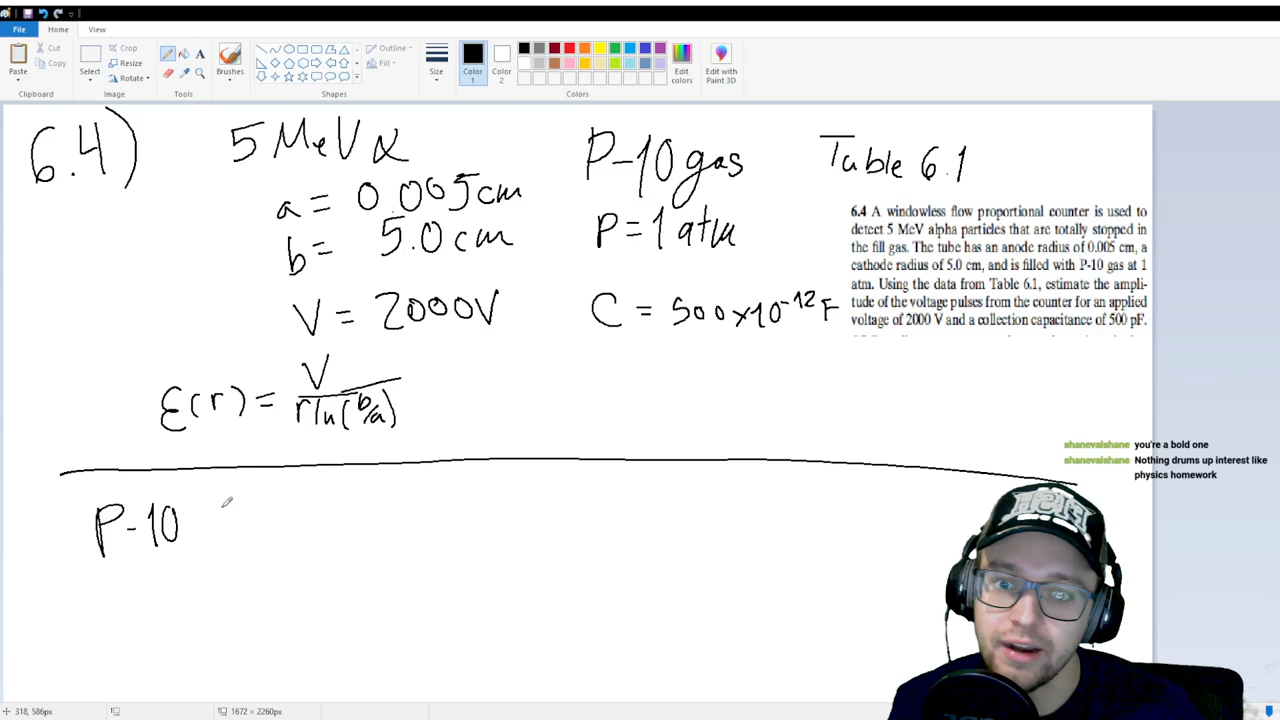 File Home View
Paste
Cut
Copy
Clipboard
Select
Crop
Resize
Rotate
Image
A
Tools
Brushes
Outline
Fill
Shapes
Size
Color 1
Color 2
Edit colors
Colors
Edit with Paint 3D
6.4)
5 MeV α
a = 0.005cm
b = 5.0cm
V = 2000V
ε(r) = V / r ln(b/a)
P-10 gas
P = 1 atm
C = 500x10⁻¹² F
Table 6.1
6.4 A windowless flow proportional counter is used to
detect 5 MeV alpha particles that are totally stopped in
the fill gas. The tube has an anode radius of 0.005 cm, a
cathode radius of 5.0 cm, and is filled with P-10 gas at 1
atm. Using the data from Table 6.1, estimate the ampli-
tude of the voltage pulses from the counter for an applied
voltage of 2000 V and a collection capacitance of 500 pF.
shanevalshane you're a bold one
shanevalshane Nothing drums up interest like
physics homework
P-10
318, 586px
1672 × 2260px